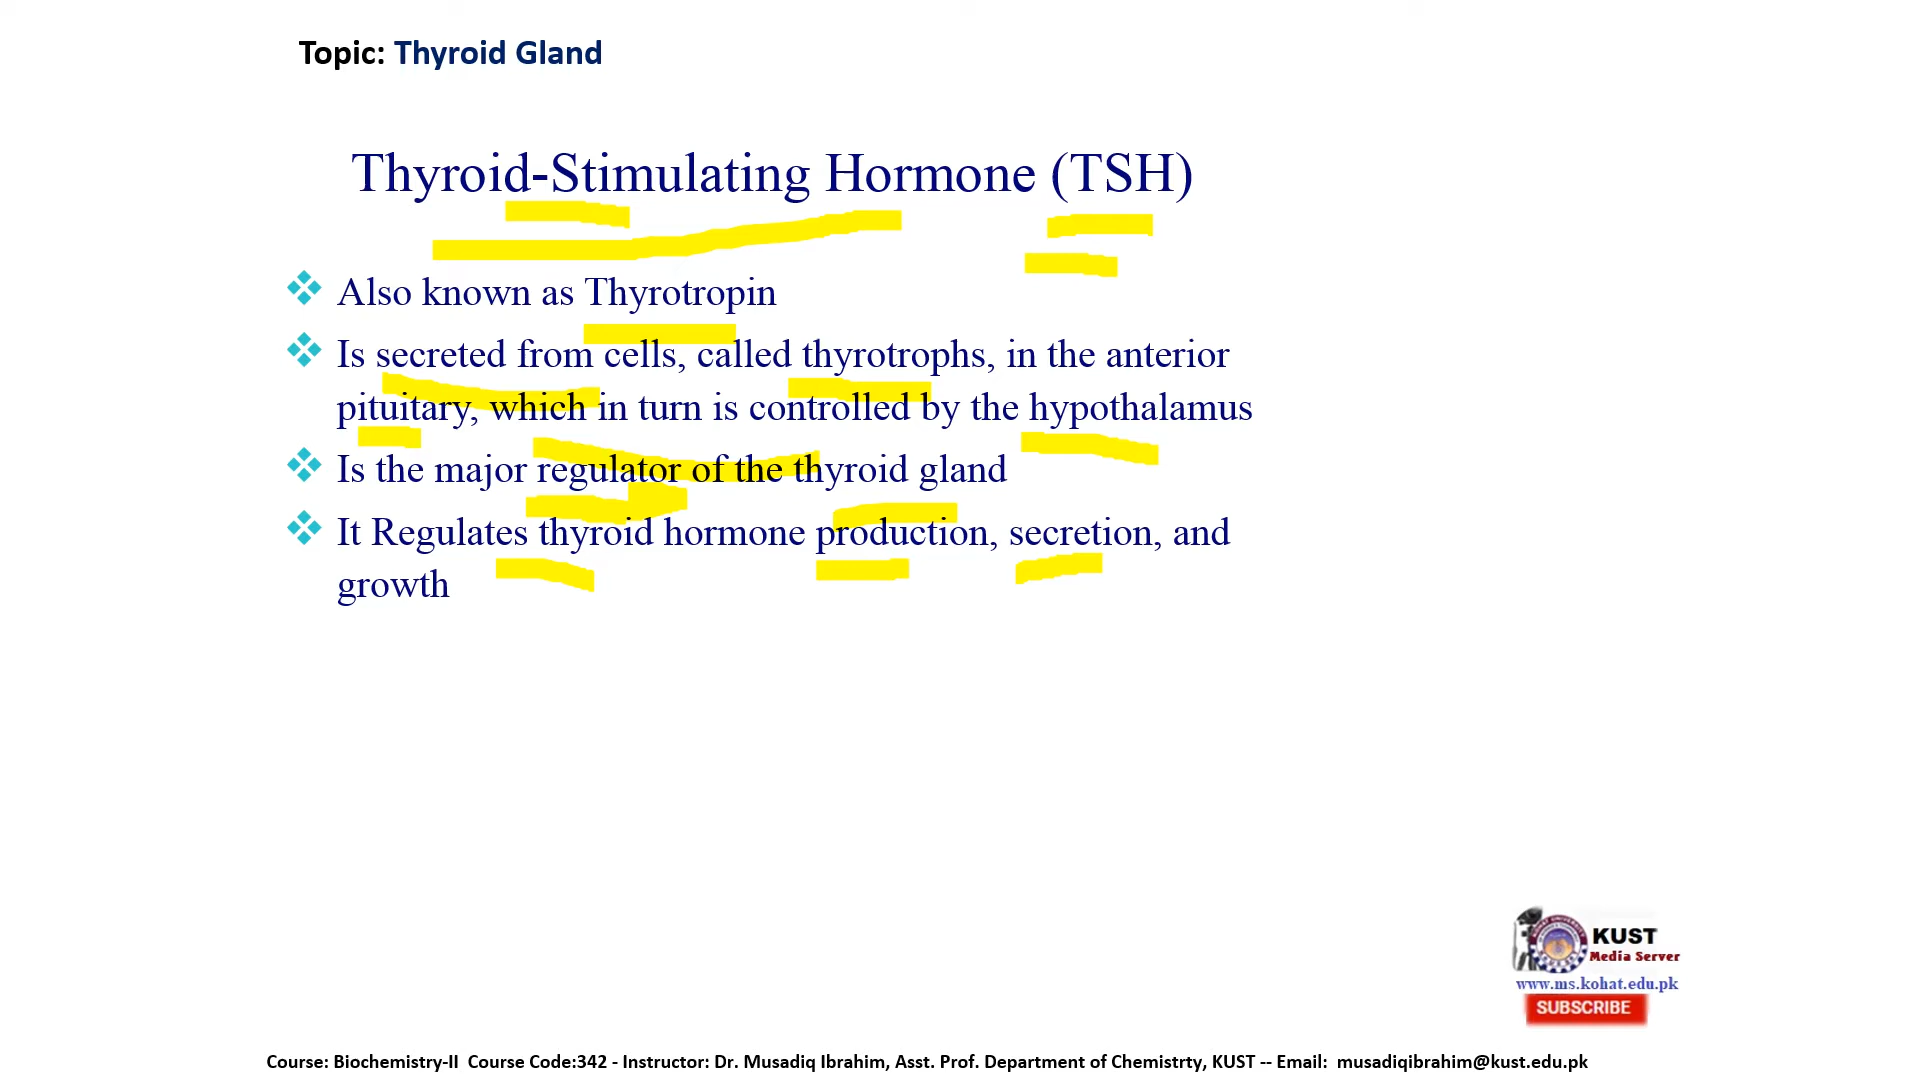 Topic: Thyroid Gland
Thyroid-Stimulating Hormone (TSH)
Also known as Thyrotropin
Is secreted from cells, called thyrotrophs, in the anterior
pituitary, which in turn is controlled by the hypothalamus
Is the major regulator of the thyroid gland
It Regulates thyroid hormone production, secretion, and
growth
KUST
Media Server
www.ms.kohat.edu.pk
SUBSCRIBE
Course: Biochemistry-II Course Code:342 - Instructor: Dr. Musadiq Ibrahim, Asst. Prof. Department of Chemistrty, KUST -- Email: musadiqibrahim@kust.edu.pk